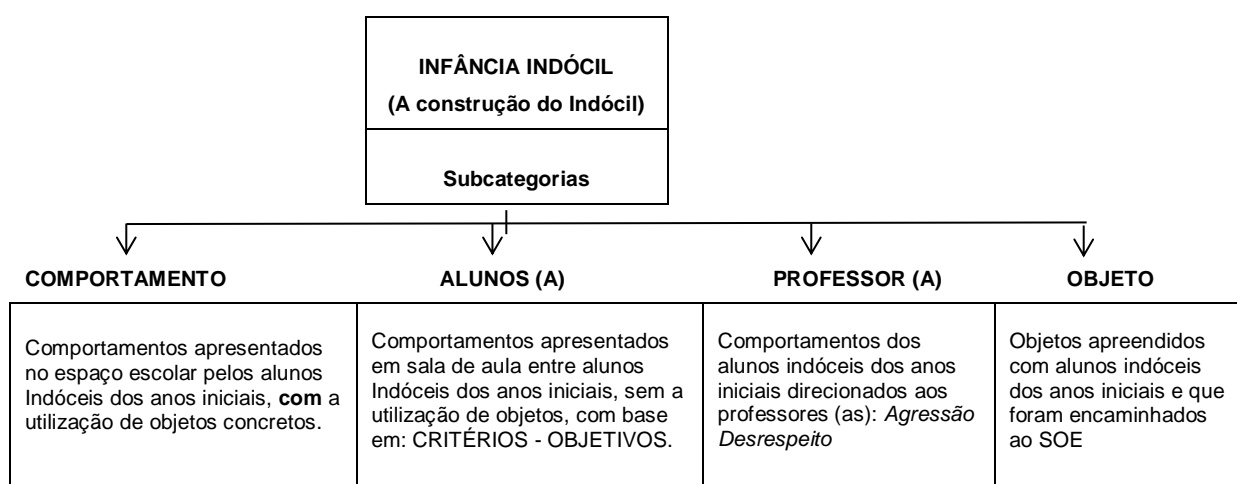 INFÂNCIA INDÓCIL
(A construção do Indócil)
Subcategorias
COMPORTAMENTO
ALUNOS (A)
PROFESSOR (A)
OBJETO
Comportamentos apresentados
no espaço escolar pelos alunos
Indóceis dos anos iniciais, com a
utilização de objetos concretos.
Comportamentos apresentados
em sala de aula entre alunos
Indóceis dos anos iniciais, sem a
utilização de objetos, com base
em: CRITÉRIOS - OBJETIVOS.
Comportamentos dos
alunos indóceis dos anos
iniciais direcionados aos
professores (as): Agressão
Desrespeito
Objetos apreendidos
com alunos indóceis
dos anos iniciais e que
foram encaminhados
ao SOE